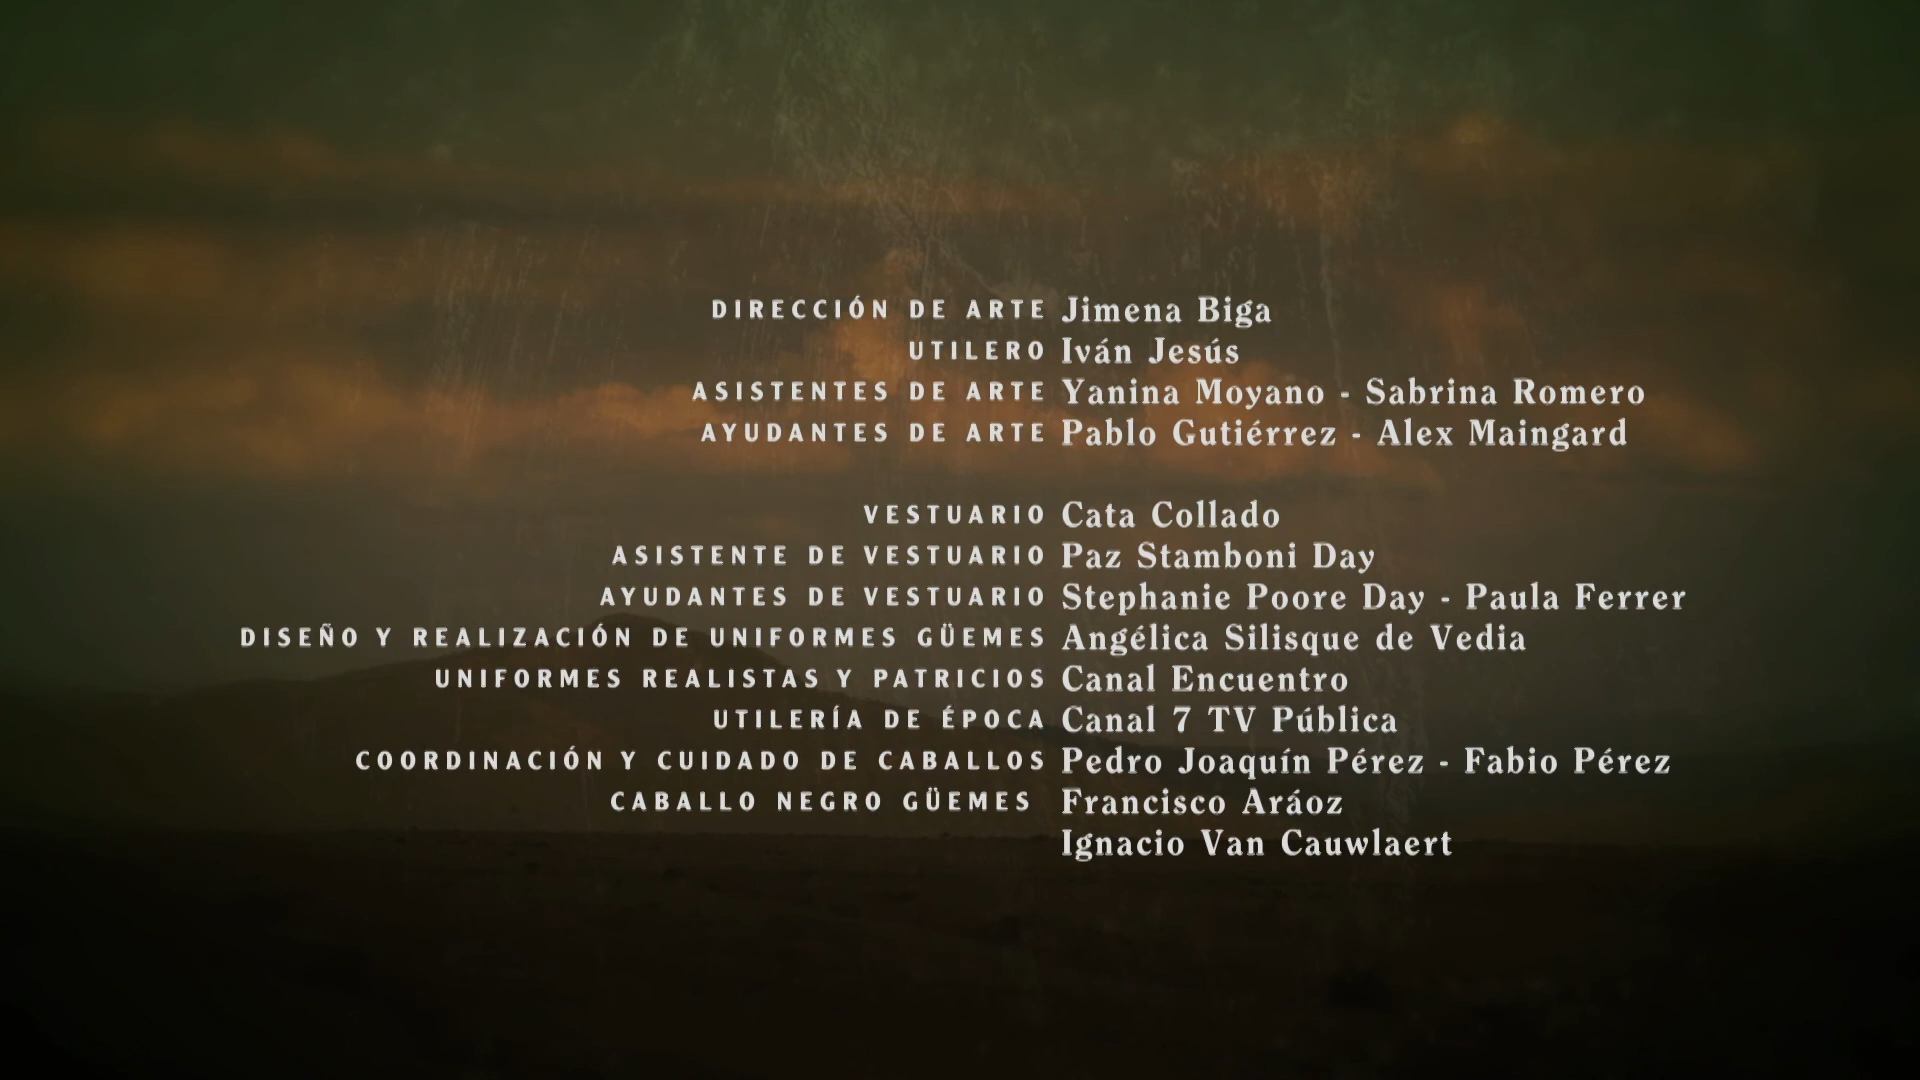 DIRECCIÓN DE ARTE Jimena Biga
UTILERO Iván Jesús
ASISTENTES DE ARTE Yanina Moyano - Sabrina Romero
AYUDANTES DE ARTE Pablo Gutiérrez - Alex Maingard
VESTUARIO Cata Collado
ASISTENTE DE VESTUARIO Paz Stamboni Day
AYUDANTES DE VESTUARIO Stephanie Poore Day - Paula Ferrer
DISEÑO Y REALIZACIÓN DE UNIFORMES GÜEMES Angélica Silisque de Vedia
UNIFORMES REALISTAS Y PATRICIOS Canal Encuentro
UTILERÍA DE ÉPOCA Canal 7 TV Pública
COORDINACIÓN Y CUIDADO DE CABALLOS Pedro Joaquín Pérez - Fabio Pérez
CABALLO NEGRO GÜEMES Francisco Aráoz
Ignacio Van Cauwlaert